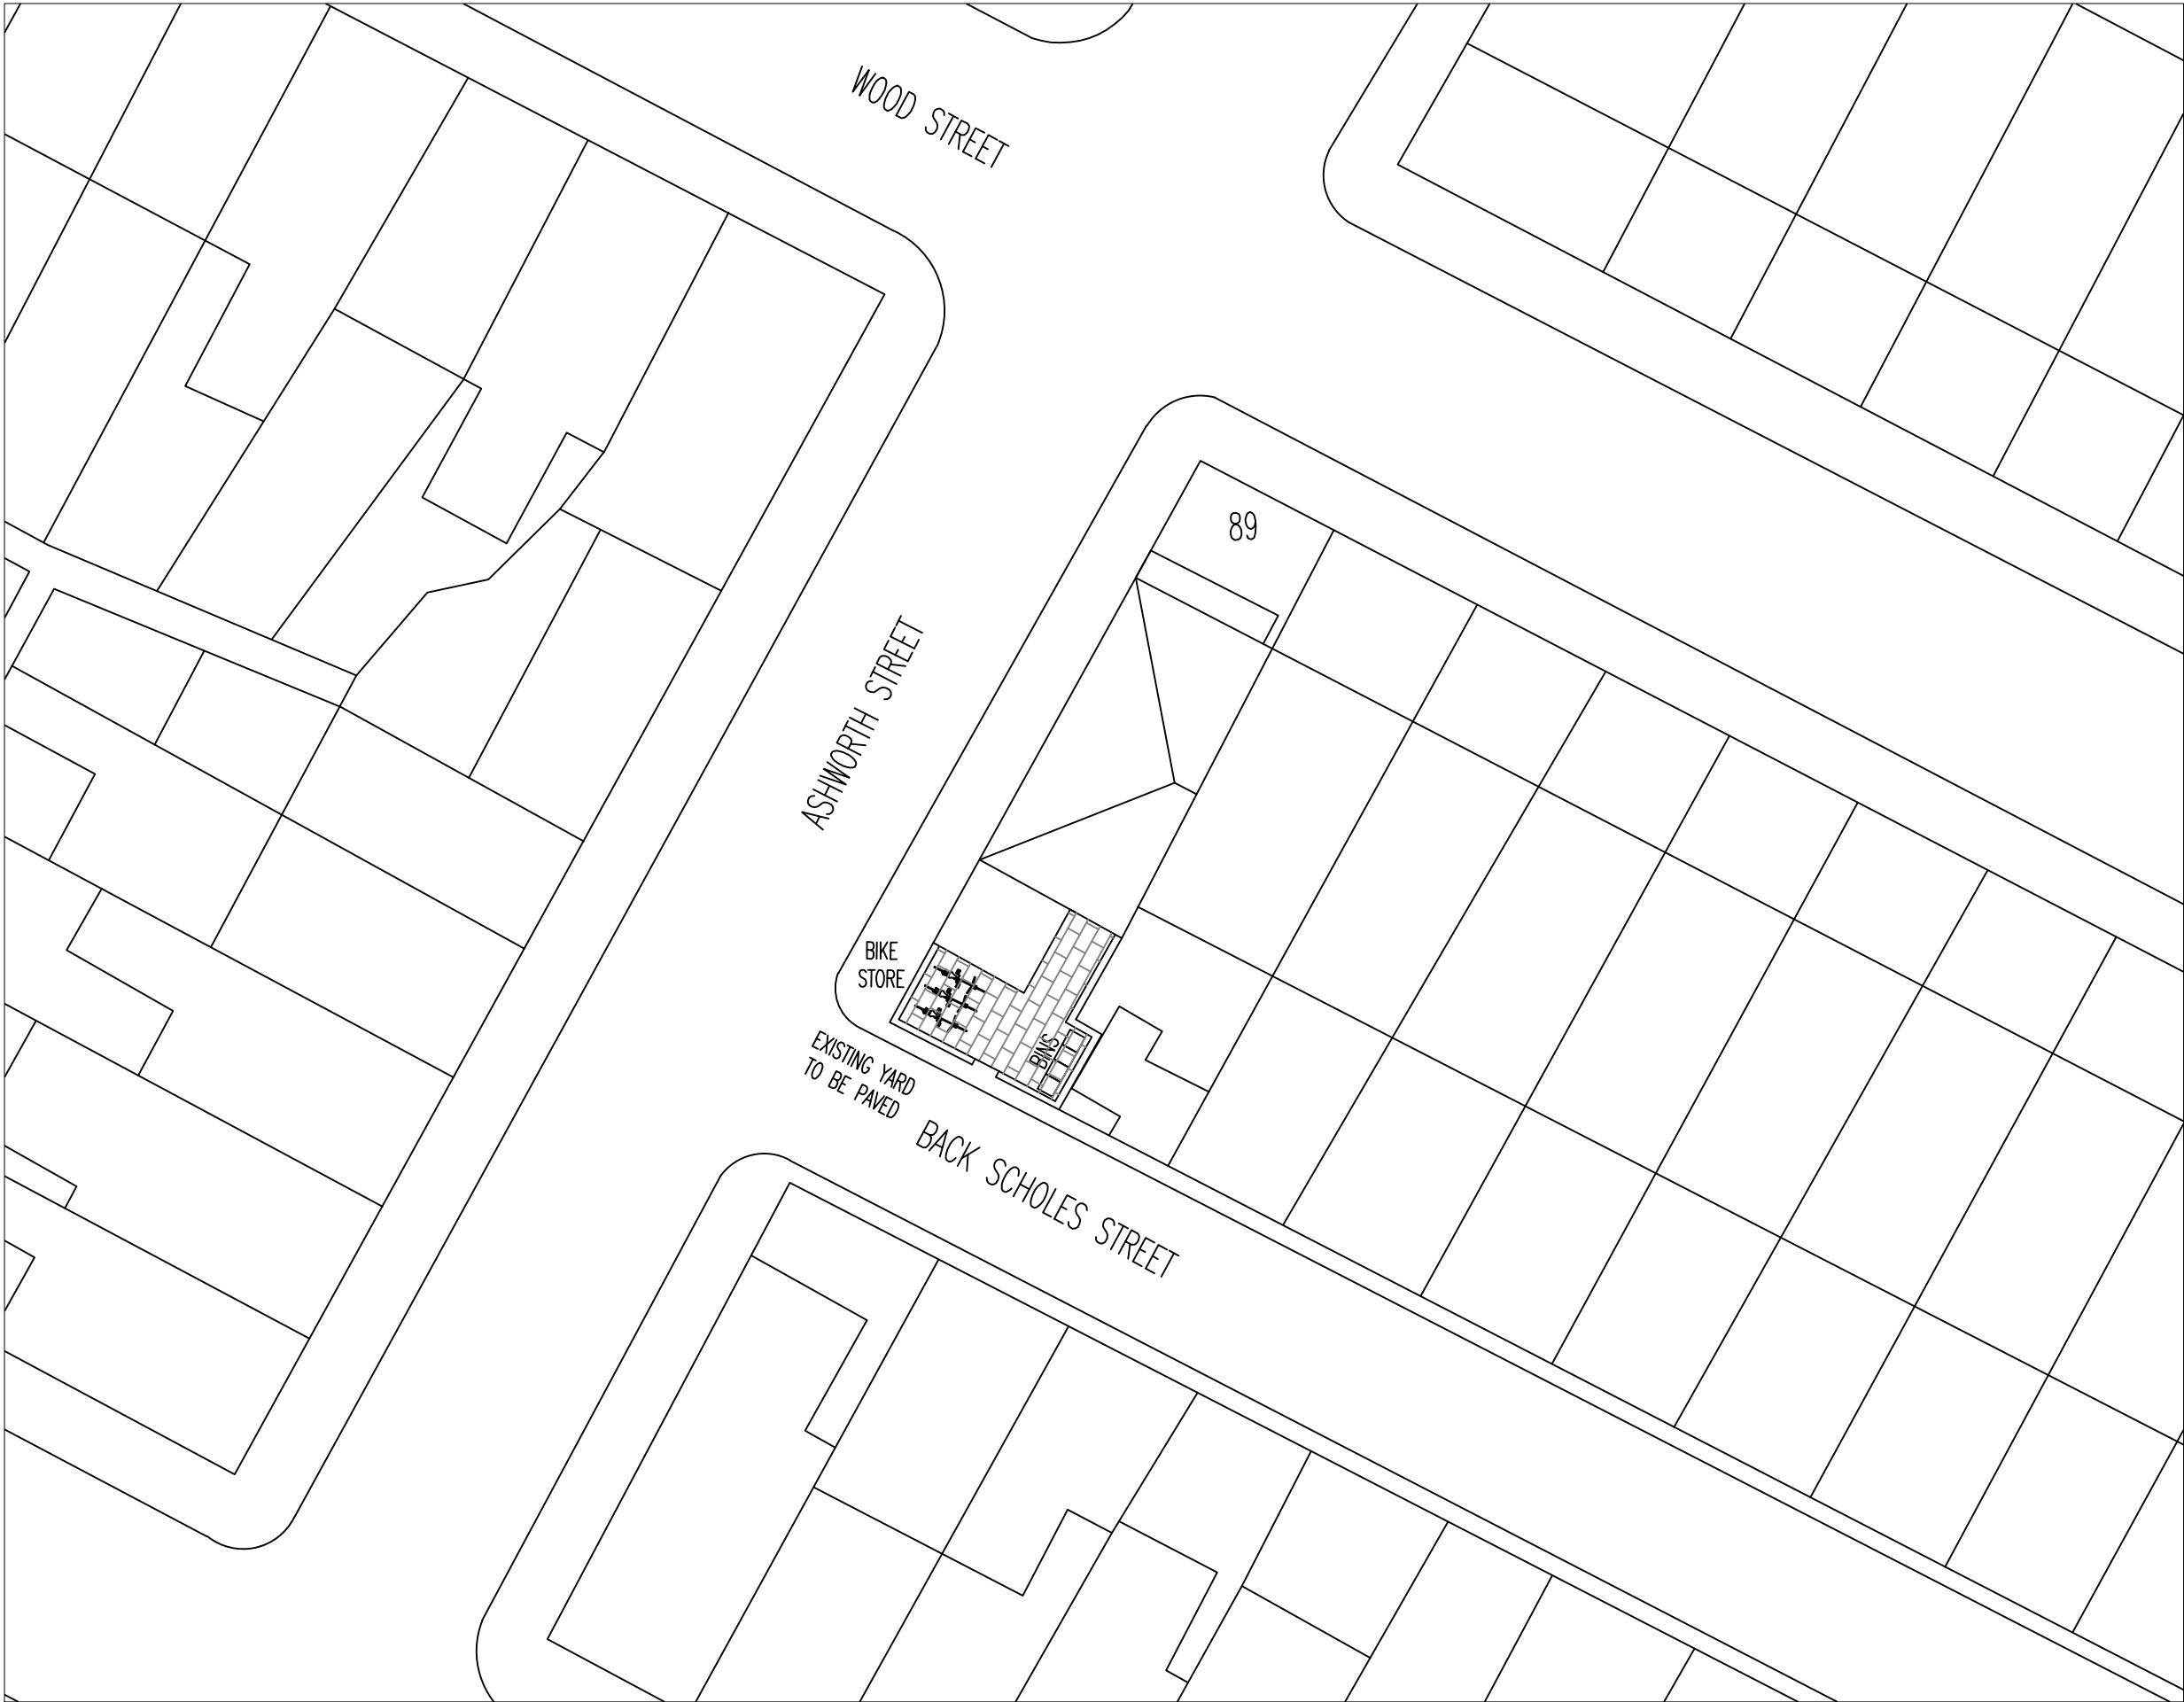 WOOD STREET
89
ASHWORTH STREET
BIKE
STORE
BINS
EXISTING YARD
TO BE PAVED
BACK SCHOLES STREET